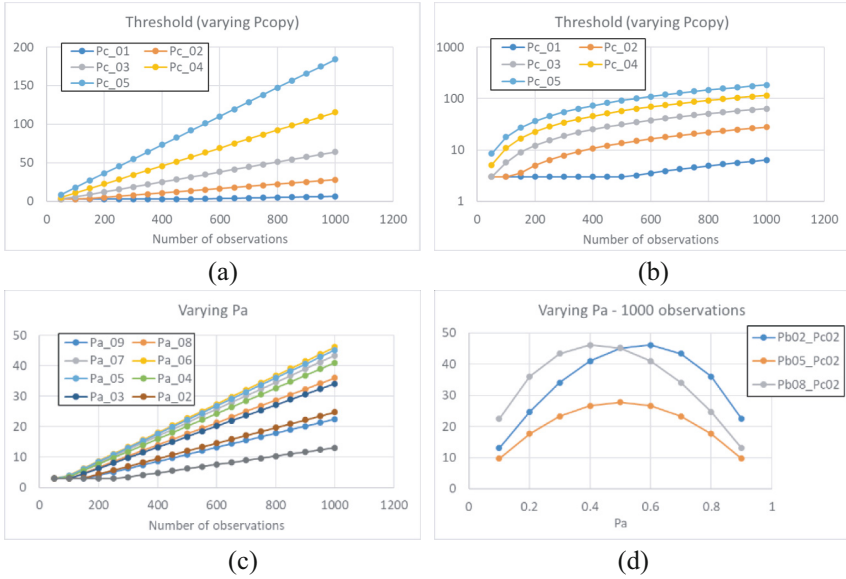 Threshold (varying Pcopy)
Pc_01 Pc_02
Pc_03 Pc_04
Pc_05
200
150
100
50
0
0 200 400 600 800 1000 1200
Number of observations
(a)
Threshold (varying Pcopy)
Pc_01 Pc_02
Pc_03 Pc_04
Pc_05
1000
100
10
1
0 200 400 600 800 1000 1200
Number of observations
(b)
Varying Pa
Pa_09 Pa_08
Pa_07 Pa_06
Pa_05 Pa_04
Pa_03 Pa_02
50
40
30
20
10
0
0 200 400 600 800 1000 1200
Number of observations
(c)
Varying Pa - 1000 observations
50
40
30
20
10
0
0 0.2 0.4 0.6 0.8 1
Pa
Pb02_Pc02
Pb05_Pc02
Pb08_Pc02
(d)